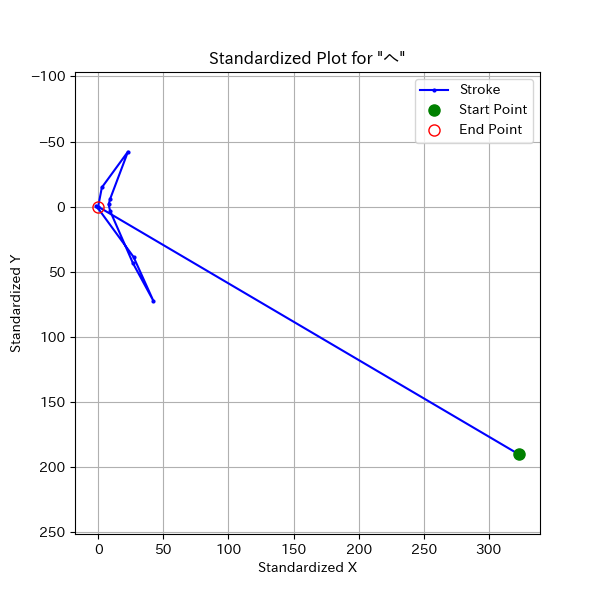 Standardized Plot for "へ"
Stroke
Start Point
End Point
−100
−50
0
50
100
150
200
250
Standardized Y
0
50
100
150
200
250
300
Standardized X